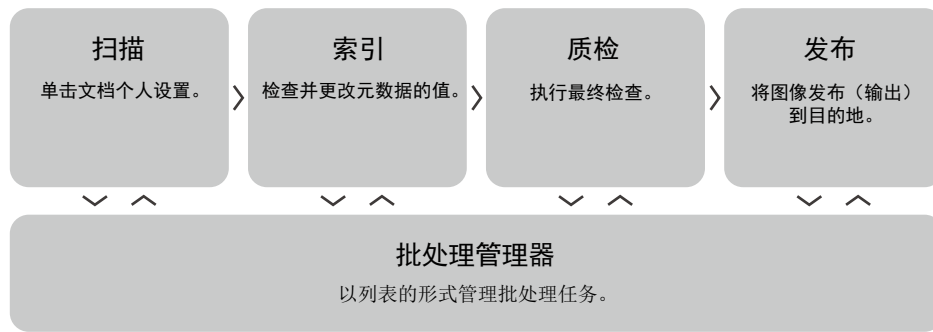 扫描
单击文档个人设置。
索引
检查并更改元数据的值。
质检
执行最终检查。
发布
将图像发布（输出）
到目的地。
批处理管理器
以列表的形式管理批处理任务。